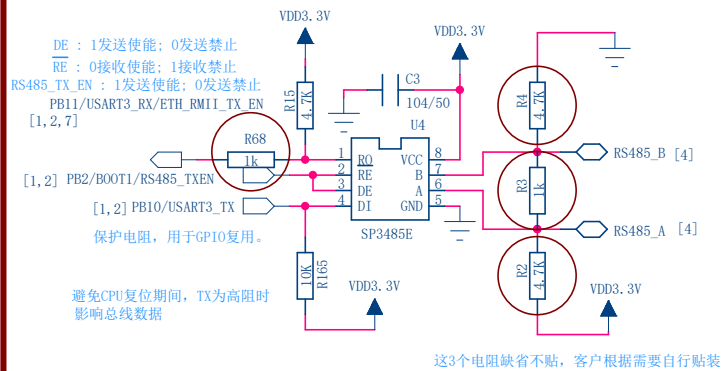 VDD3.3V
VDD3.3V
DE : 1发送使能; 0发送禁止
RE : 0接收使能; 1接收禁止
RS485_TX_EN : 1发送使能; 0发送禁止
PB11/USART3_RX/ETH_RMII_TX_EN
[1,2,7]
R15
4.7K
C3
104/50
R4
4.7K
R68
1k
U4
1 RO VCC 8
2 RE B 7
3 DE A 6
4 DI GND 5
SP3485E
[1,2] PB2/BOOT1/RS485_TXEN
[1,2] PB10/USART3_TX
RS485_B [4]
R3
1k
RS485_A [4]
保护电阻，用于GPIO复用。
R165
10K
R2
4.7K
VDD3.3V
VDD3.3V
避免CPU复位期间，TX为高阻时
影响总线数据
这3个电阻缺省不贴，客户根据需要自行贴装